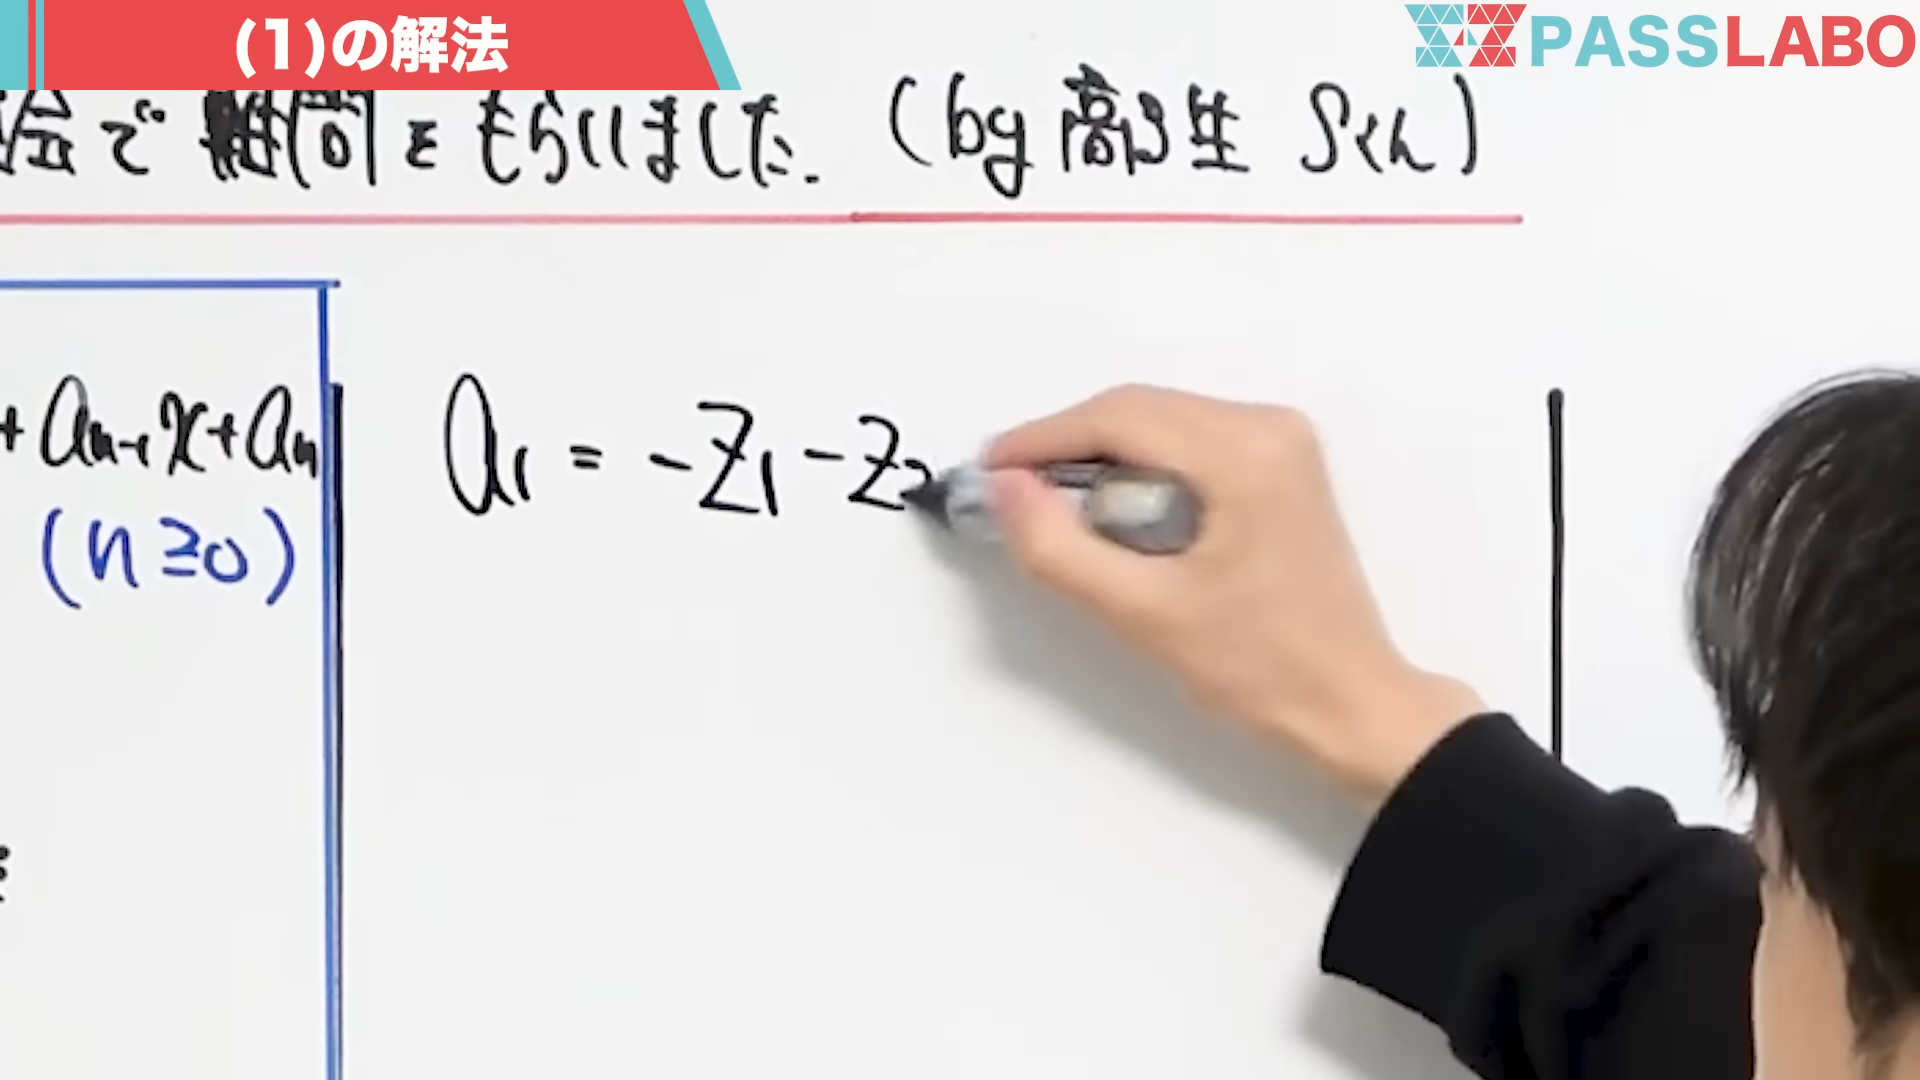 (1)の解法
PASSLABO
会で難問をもらいました. (by 高3生 Sくん)
+ an-1x+an
(n≧0)
a1 = -Z1 -Z2